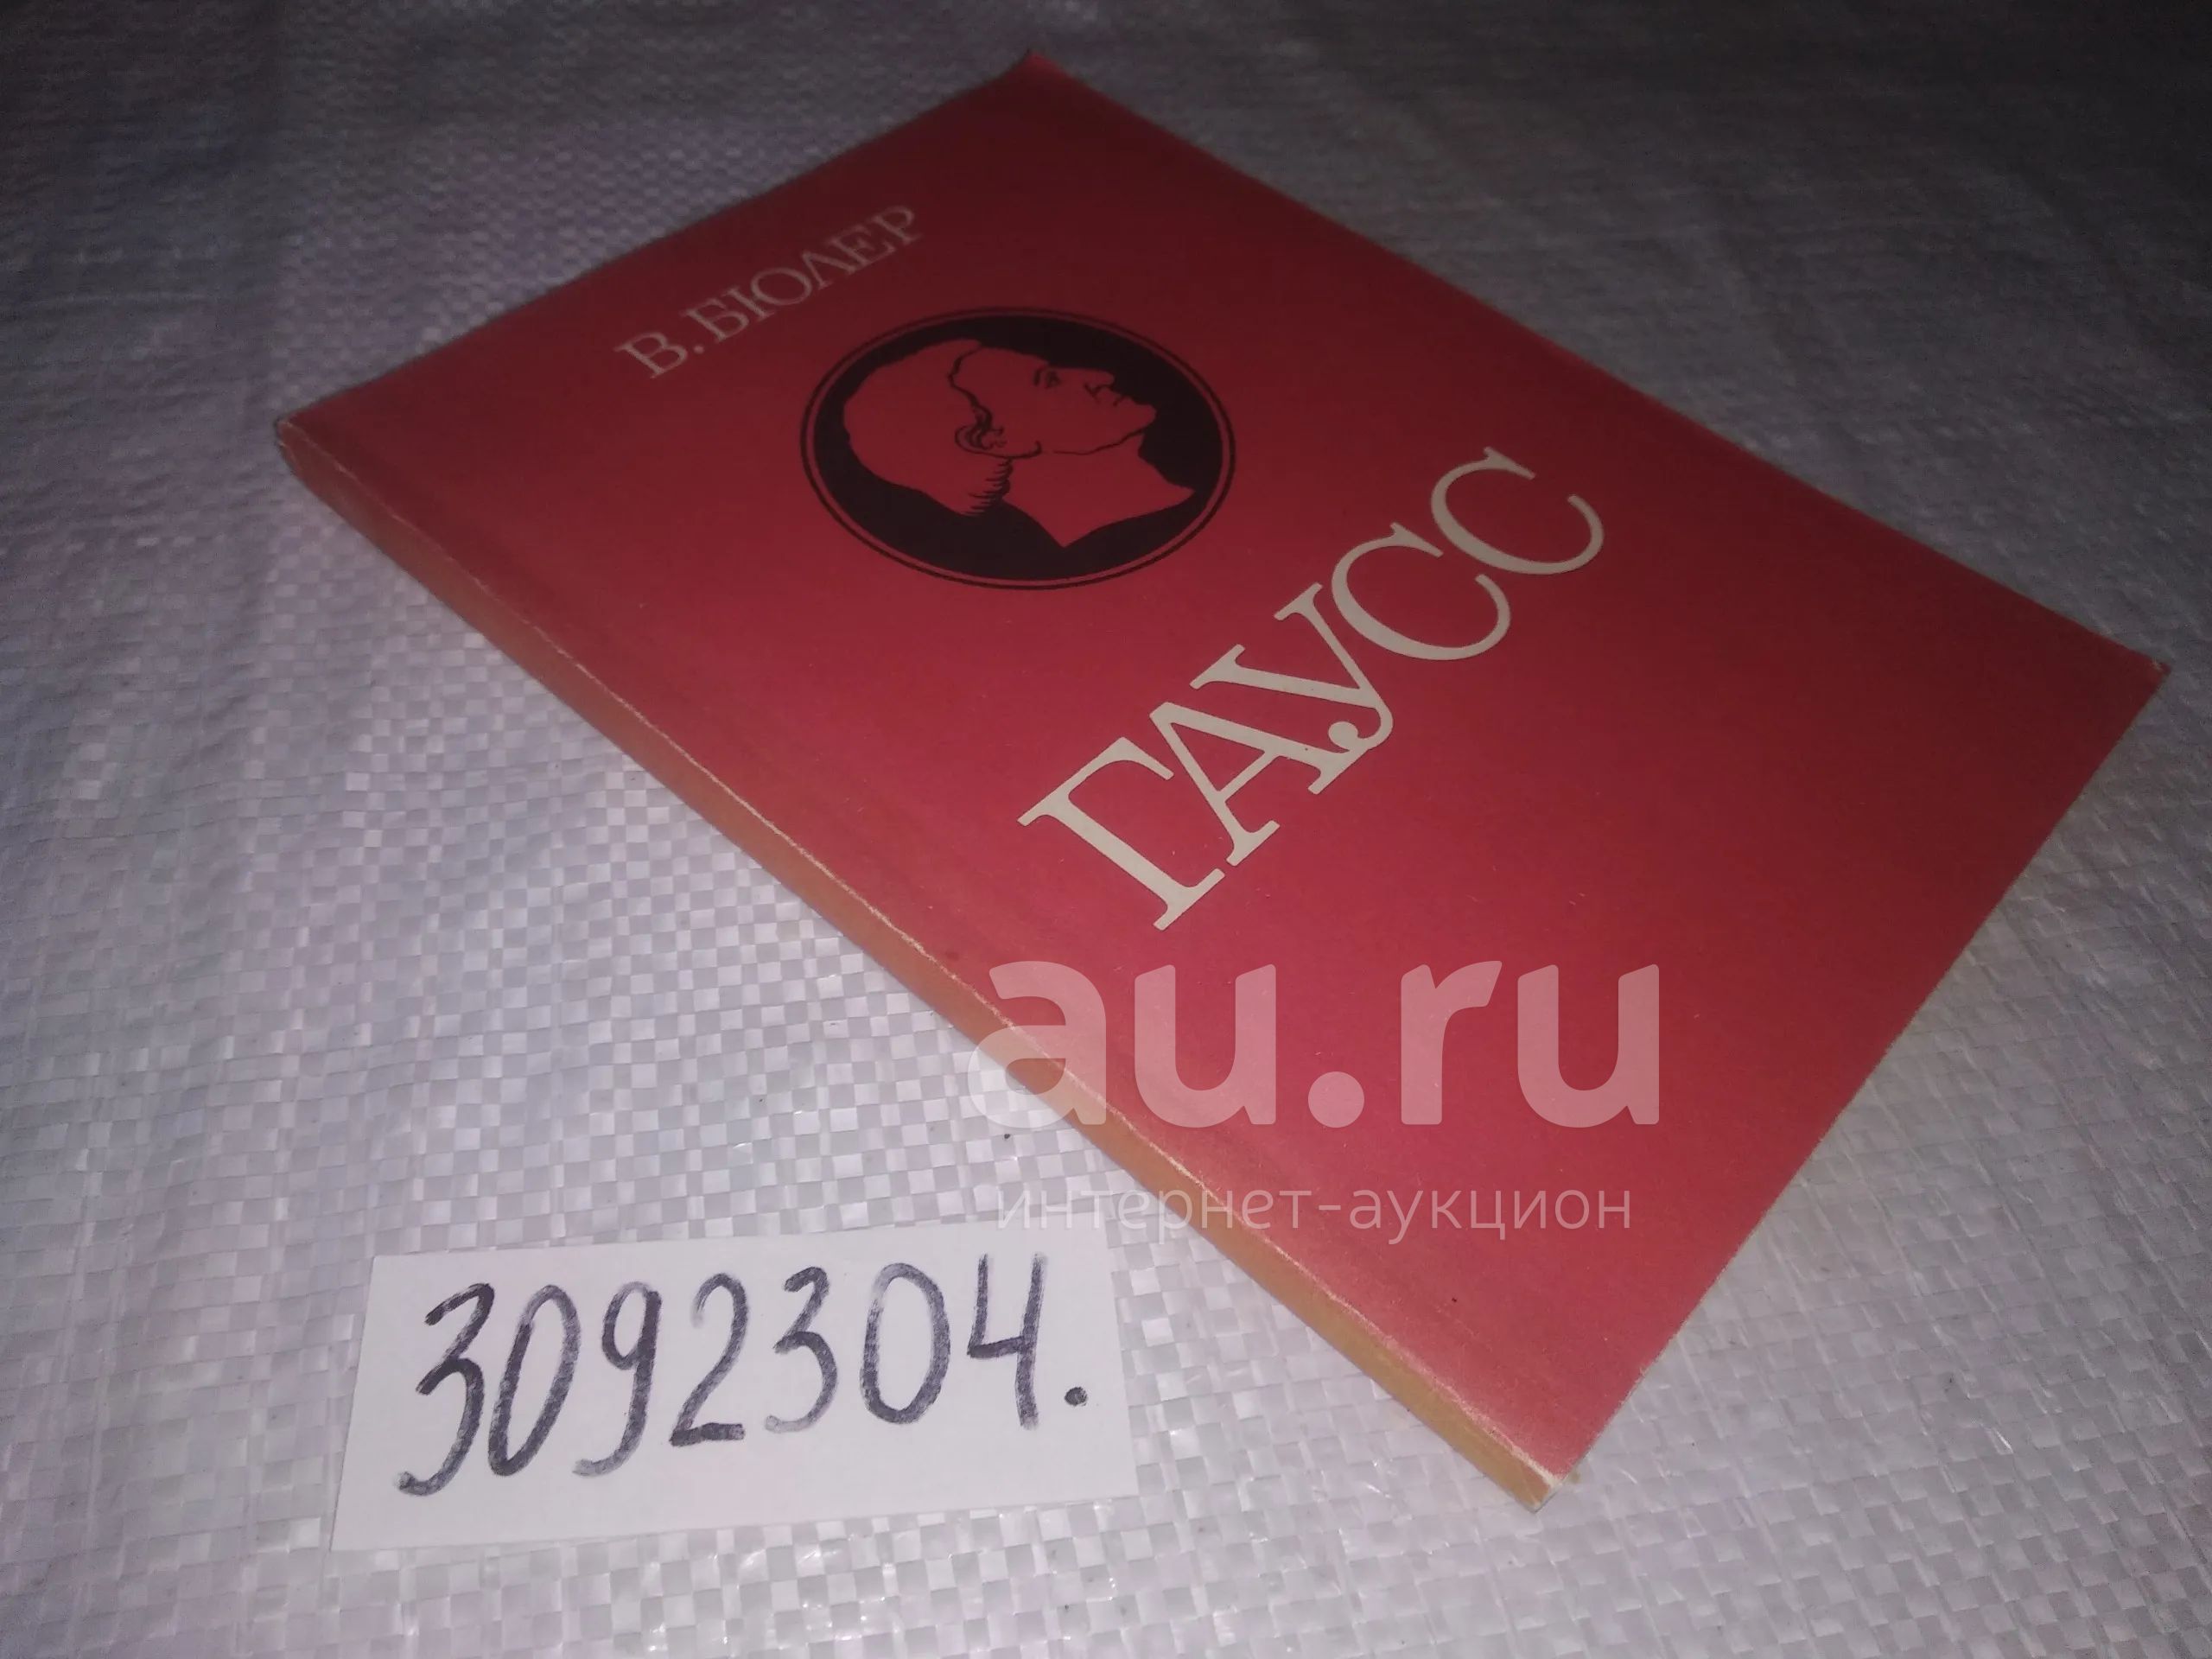 В. БЮЛЕР
ГАУСС
au.ru
интернет-аукцион
3092304.